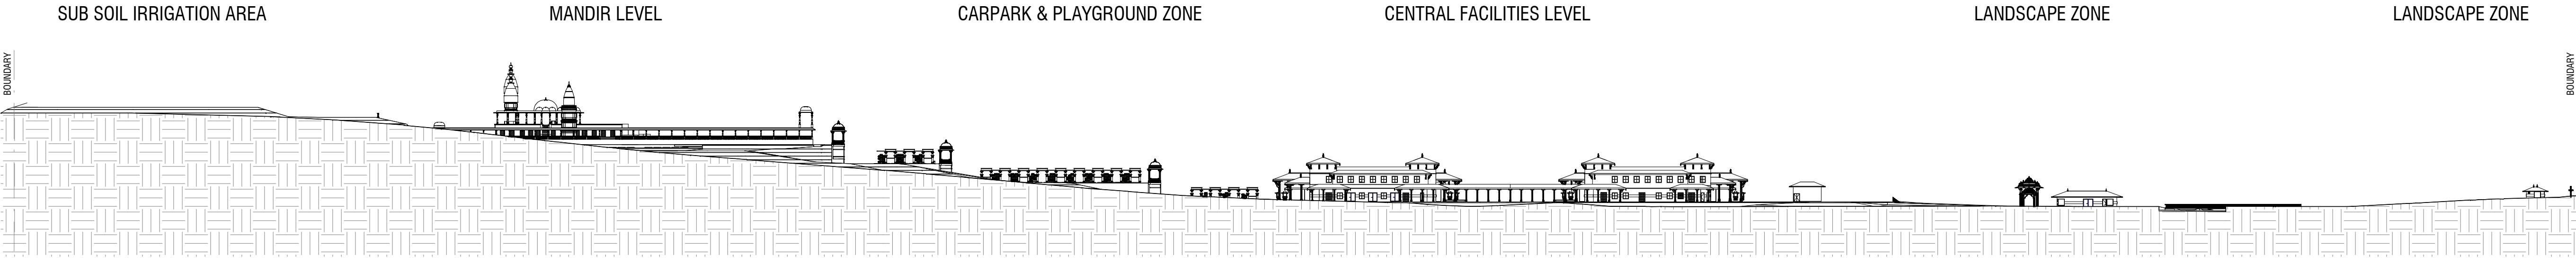 SUB SOIL IRRIGATION AREA
MANDIR LEVEL
CARPARK & PLAYGROUND ZONE
CENTRAL FACILITIES LEVEL
LANDSCAPE ZONE
LANDSCAPE ZONE
BOUNDARY
BOUNDARY